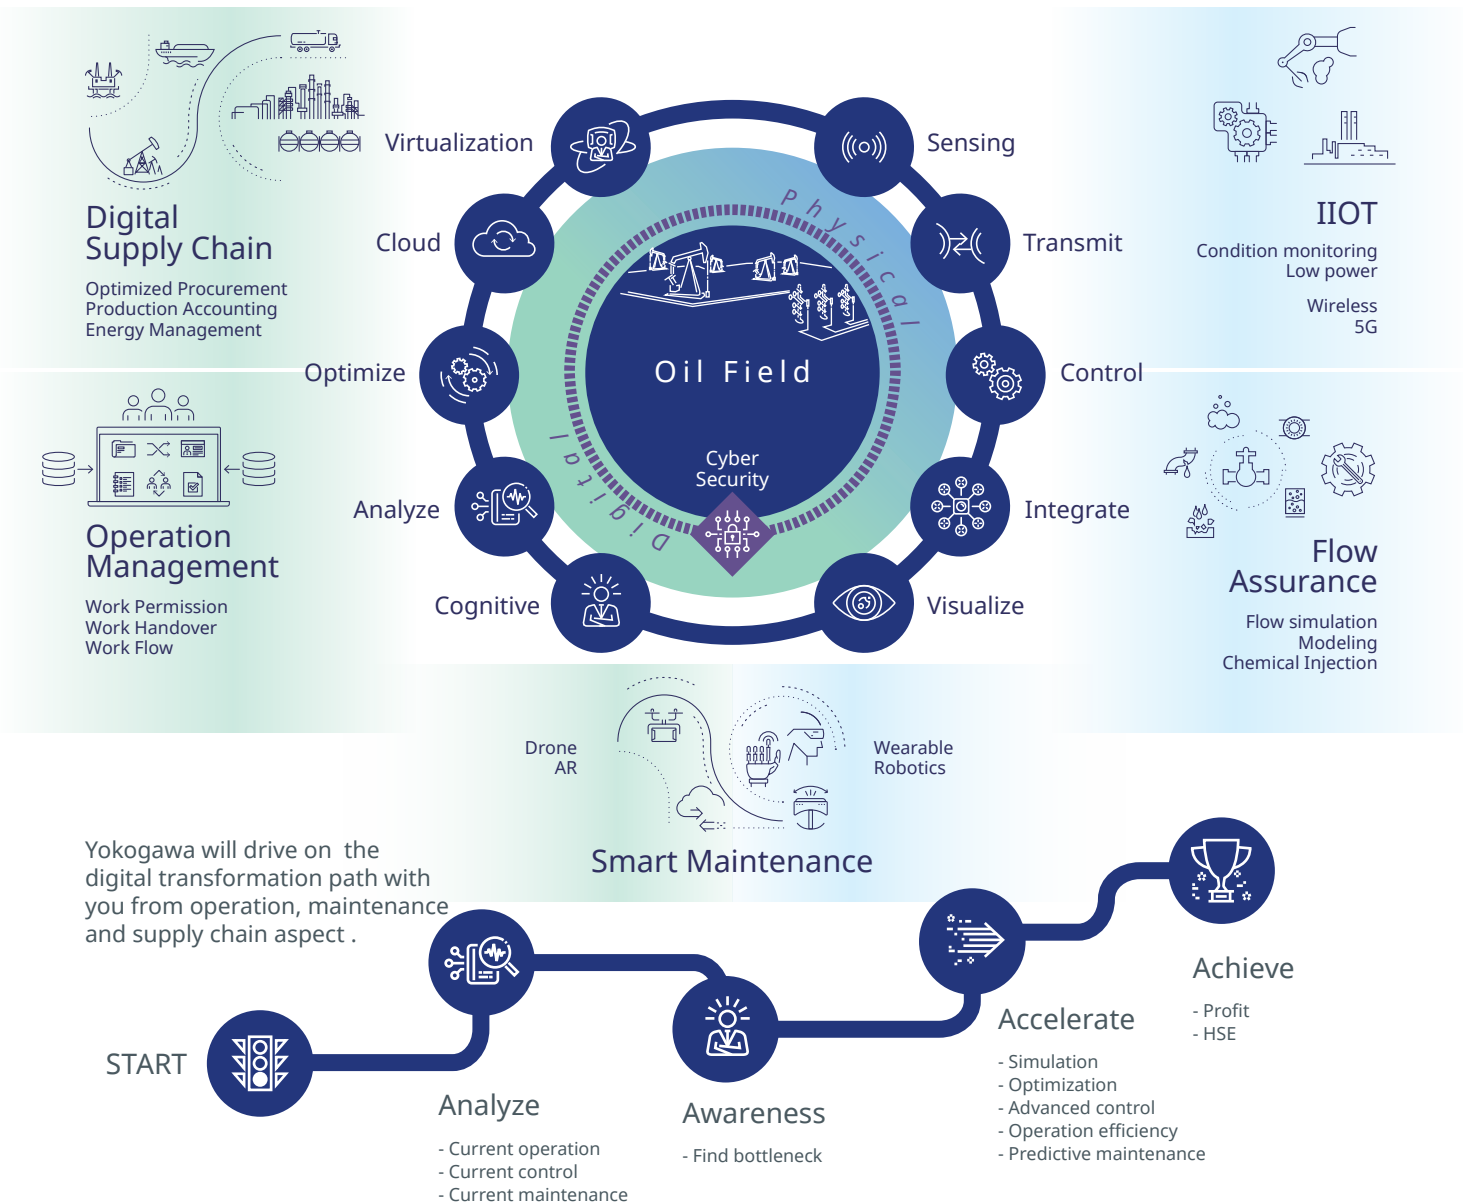 Digital
Supply Chain
Optimized Procurement
Production Accounting
Energy Management
Operation
Management
Work Permission
Work Handover
Work Flow
Virtualization
Cloud
Optimize
Analyze
Cognitive
Sensing
Transmit
Control
Integrate
Visualize
Physical
Digital
Oil Field
Cyber
Security
IIOT
Condition monitoring
Low power
Wireless
5G
Flow
Assurance
Flow simulation
Modeling
Chemical Injection
Drone
AR
Wearable
Robotics
Smart Maintenance
Yokogawa will drive on the
digital transformation path with
you from operation, maintenance
and supply chain aspect .
START
Analyze
- Current operation
- Current control
- Current maintenance
Awareness
- Find bottleneck
Accelerate
- Simulation
- Optimization
- Advanced control
- Operation efficiency
- Predictive maintenance
Achieve
- Profit
- HSE